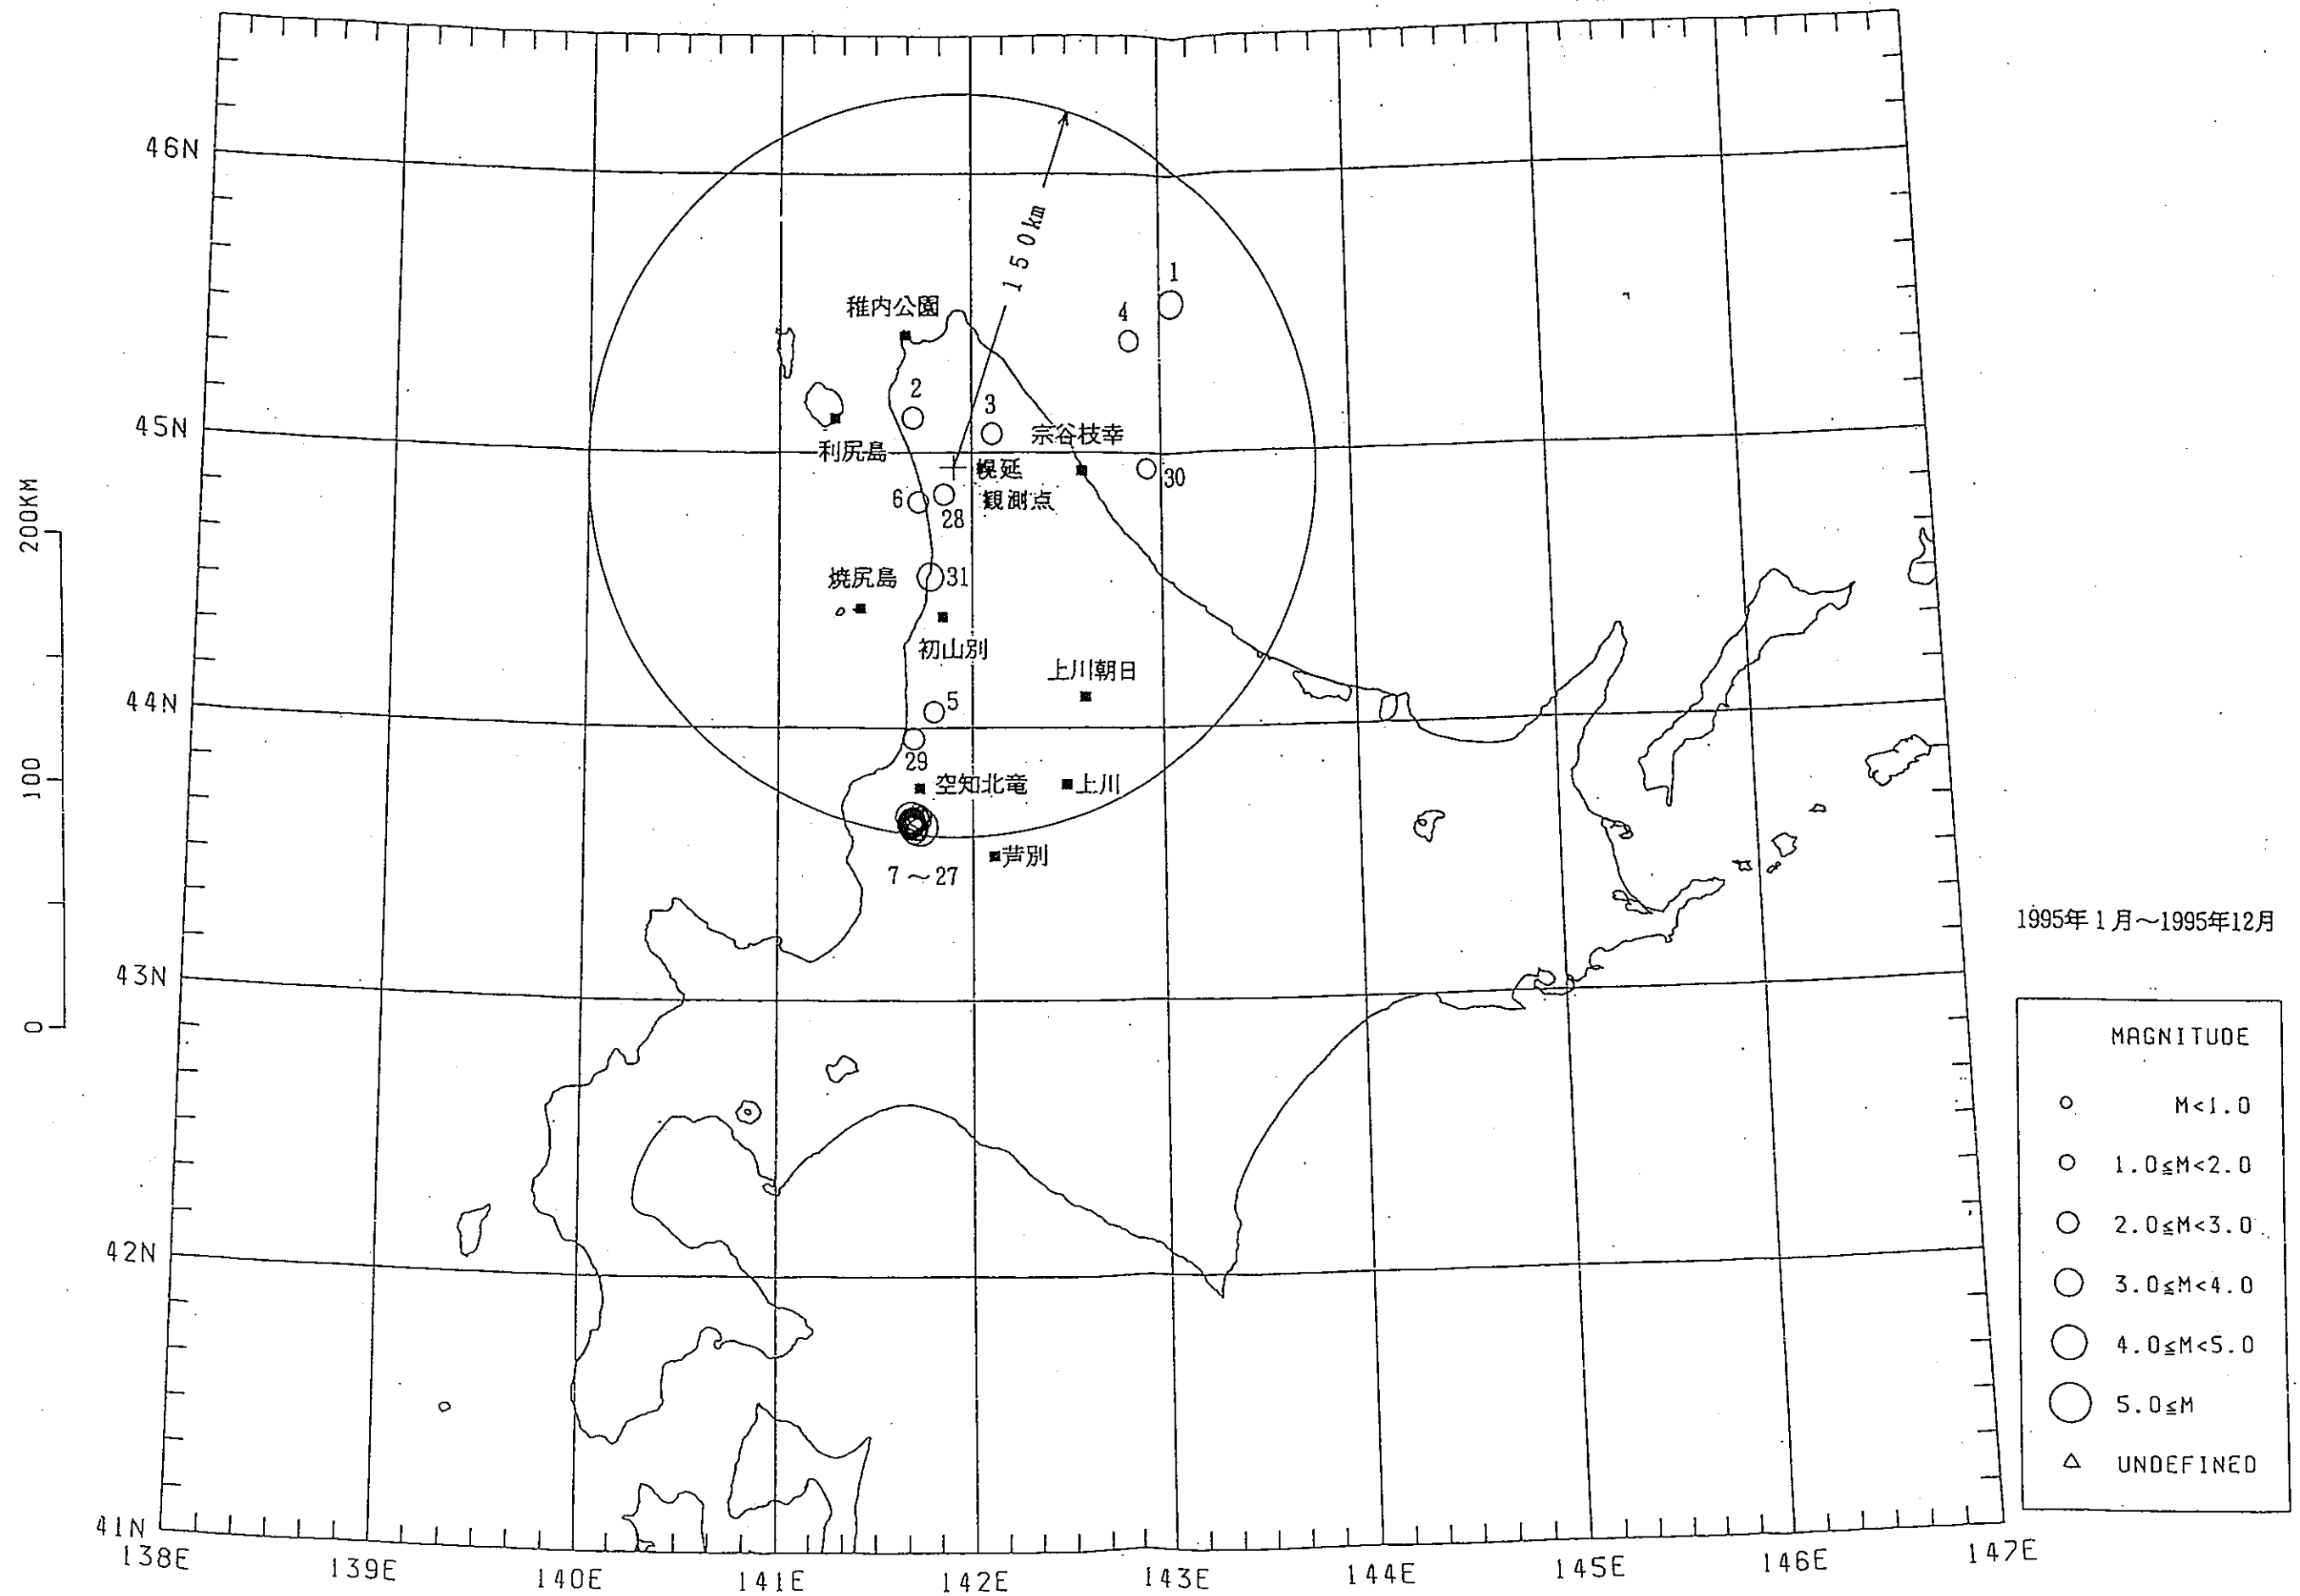 46N
150km
1
稚内公園
4
2
3
45N
宗谷枝幸
利尻島
幌延
30
6
観測点
28
200KM
焼尻島
31
初山別
上川朝日
44N
5
29
100
空知北竜
上川
芦別
7～27
1995年1月～1995年12月
43N
0
MAGNITUDE
M<1.0
1.0≦M<2.0
2.0≦M<3.0
42N
3.0≦M<4.0
4.0≦M<5.0
5.0≦M
UNDEFINED
41N
138E
139E
140E
141E
142E
143E
144E
145E
146E
147E